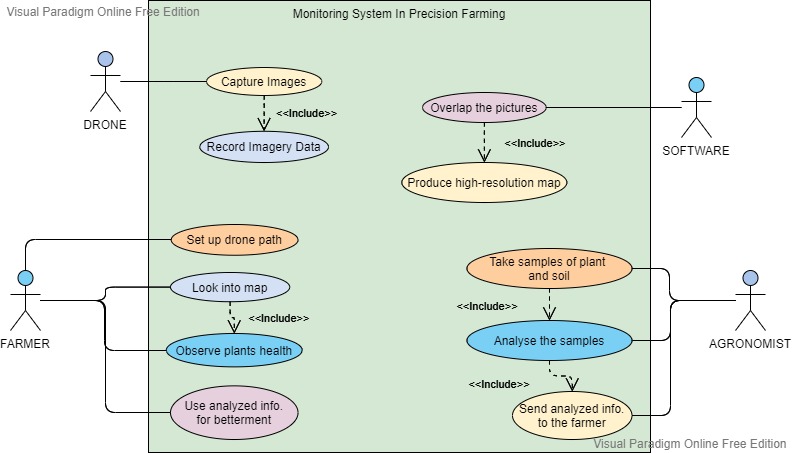 Visual Paradigm Online Free Edition
Monitoring System In Precision Farming
DRONE
Capture Images
<<Include>>
Record Imagery Data
Overlap the pictures
<<Include>>
Produce high-resolution map
SOFTWARE
Set up drone path
Look into map
<<Include>>
Observe plants health
Use analyzed info.
for betterment
FARMER
Take samples of plant
and soil
<<Include>>
Analyse the samples
<<Include>>
Send analyzed info.
to the farmer
AGRONOMIST
Visual Paradigm Online Free Edition